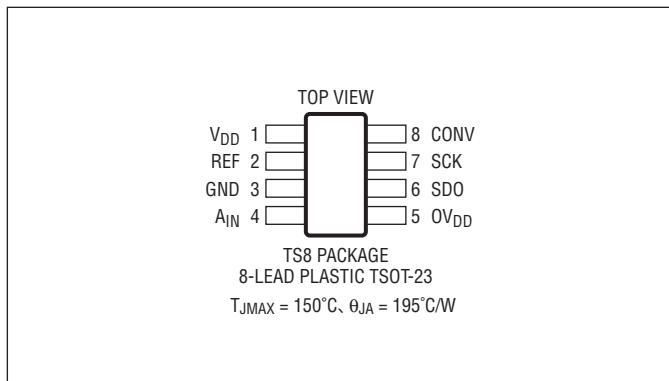 TOP VIEW
VDD 1
REF 2
GND 3
AIN 4
8 CONV
7 SCK
6 SDO
5 OVDD
TS8 PACKAGE
8-LEAD PLASTIC TSOT-23
TJMAX = 150°C、θJA = 195°C/W